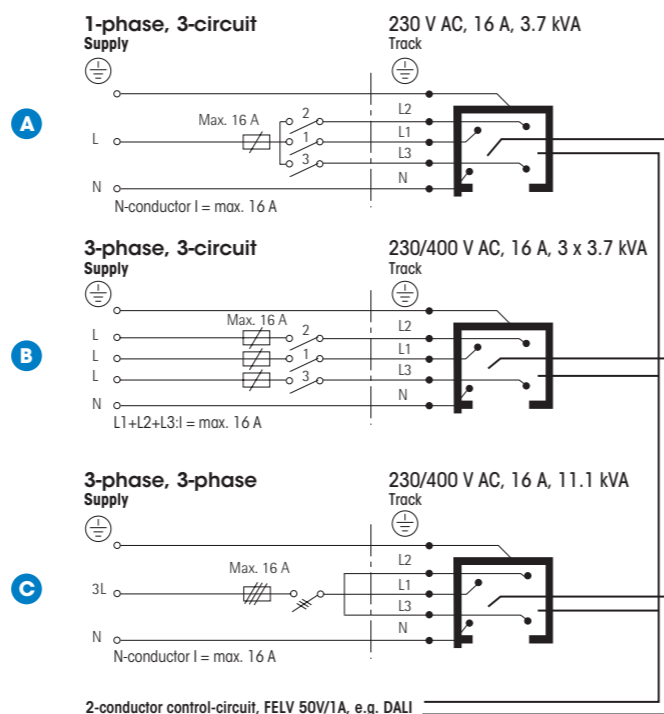 1-phase, 3-circuit
230 V AC, 16 A, 3.7 kVA
Supply
Track
A
L2
Max. 16 A
2
L
1
L1
3
L3
N
N
N-conductor I = max. 16 A
3-phase, 3-circuit
230/400 V AC, 16 A, 3 x 3.7 kVA
Supply
Track
B
Max. 16 A
L
2
L2
L
1
L1
L
3
L3
N
N
L1+L2+L3:I = max. 16 A
3-phase, 3-phase
230/400 V AC, 16 A, 11.1 kVA
Supply
Track
C
L2
Max. 16 A
3L
L1
L3
N
N
N-conductor I = max. 16 A
2-conductor control-circuit, FELV 50V/1A, e.g. DALI